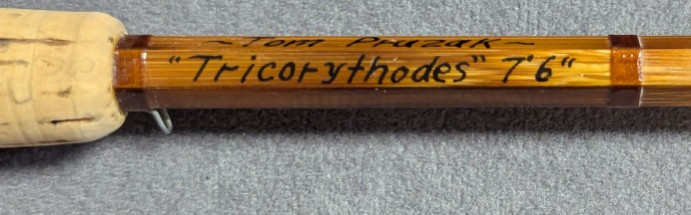 ~ Tom Pruzak ~
"Tricorythodes" 7'6"